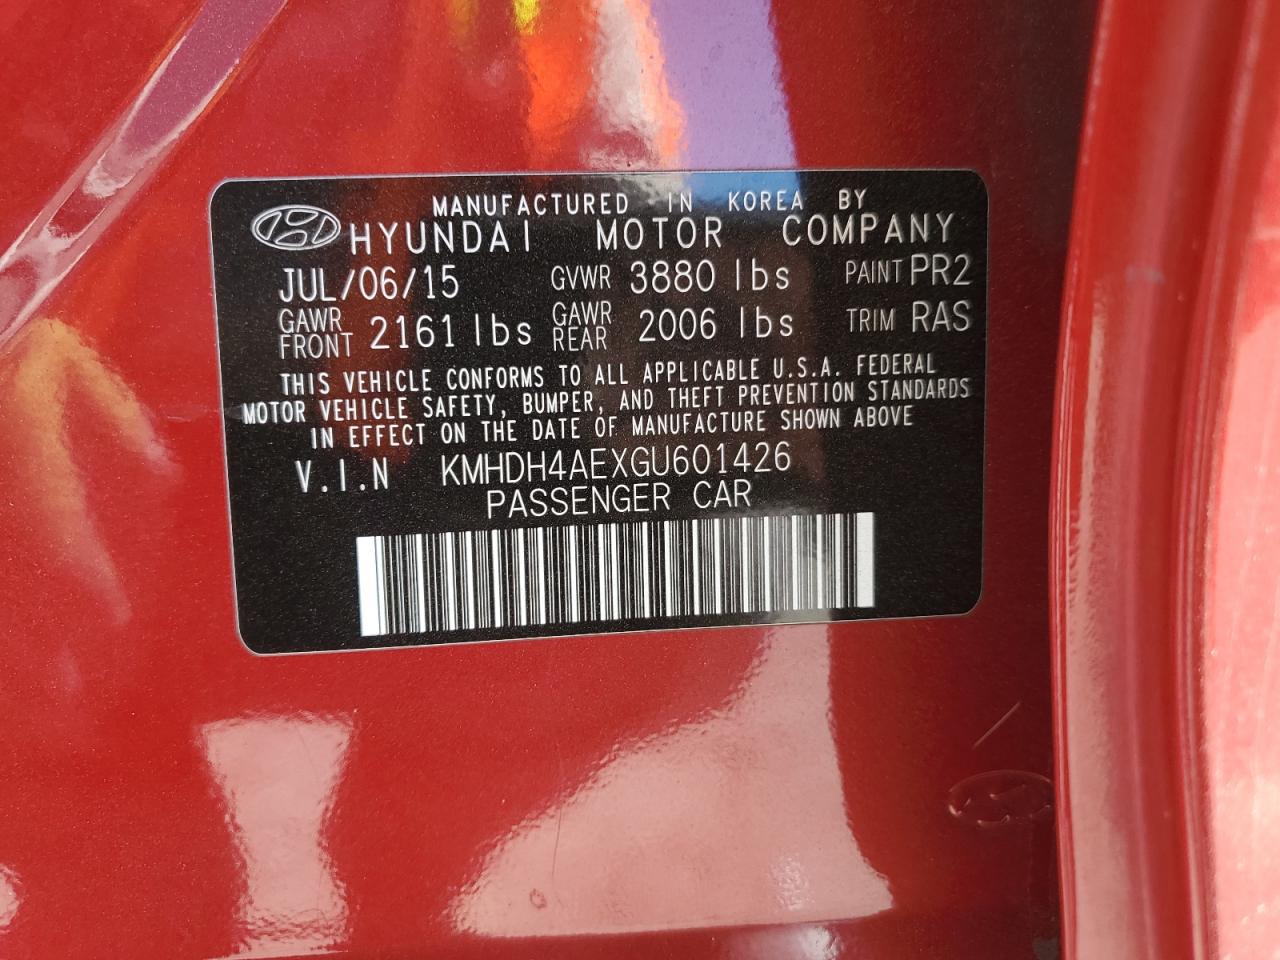 MANUFACTURED IN KOREA BY
HYUNDAI MOTOR COMPANY
JUL/06/15 GVWR 3880 lbs PAINT PR2
GAWR FRONT 2161 lbs GAWR REAR 2006 lbs TRIM RAS
THIS VEHICLE CONFORMS TO ALL APPLICABLE U.S.A. FEDERAL
MOTOR VEHICLE SAFETY, BUMPER, AND THEFT PREVENTION STANDARDS
IN EFFECT ON THE DATE OF MANUFACTURE SHOWN ABOVE
V.I.N KMHDH4AEXGU601426
PASSENGER CAR